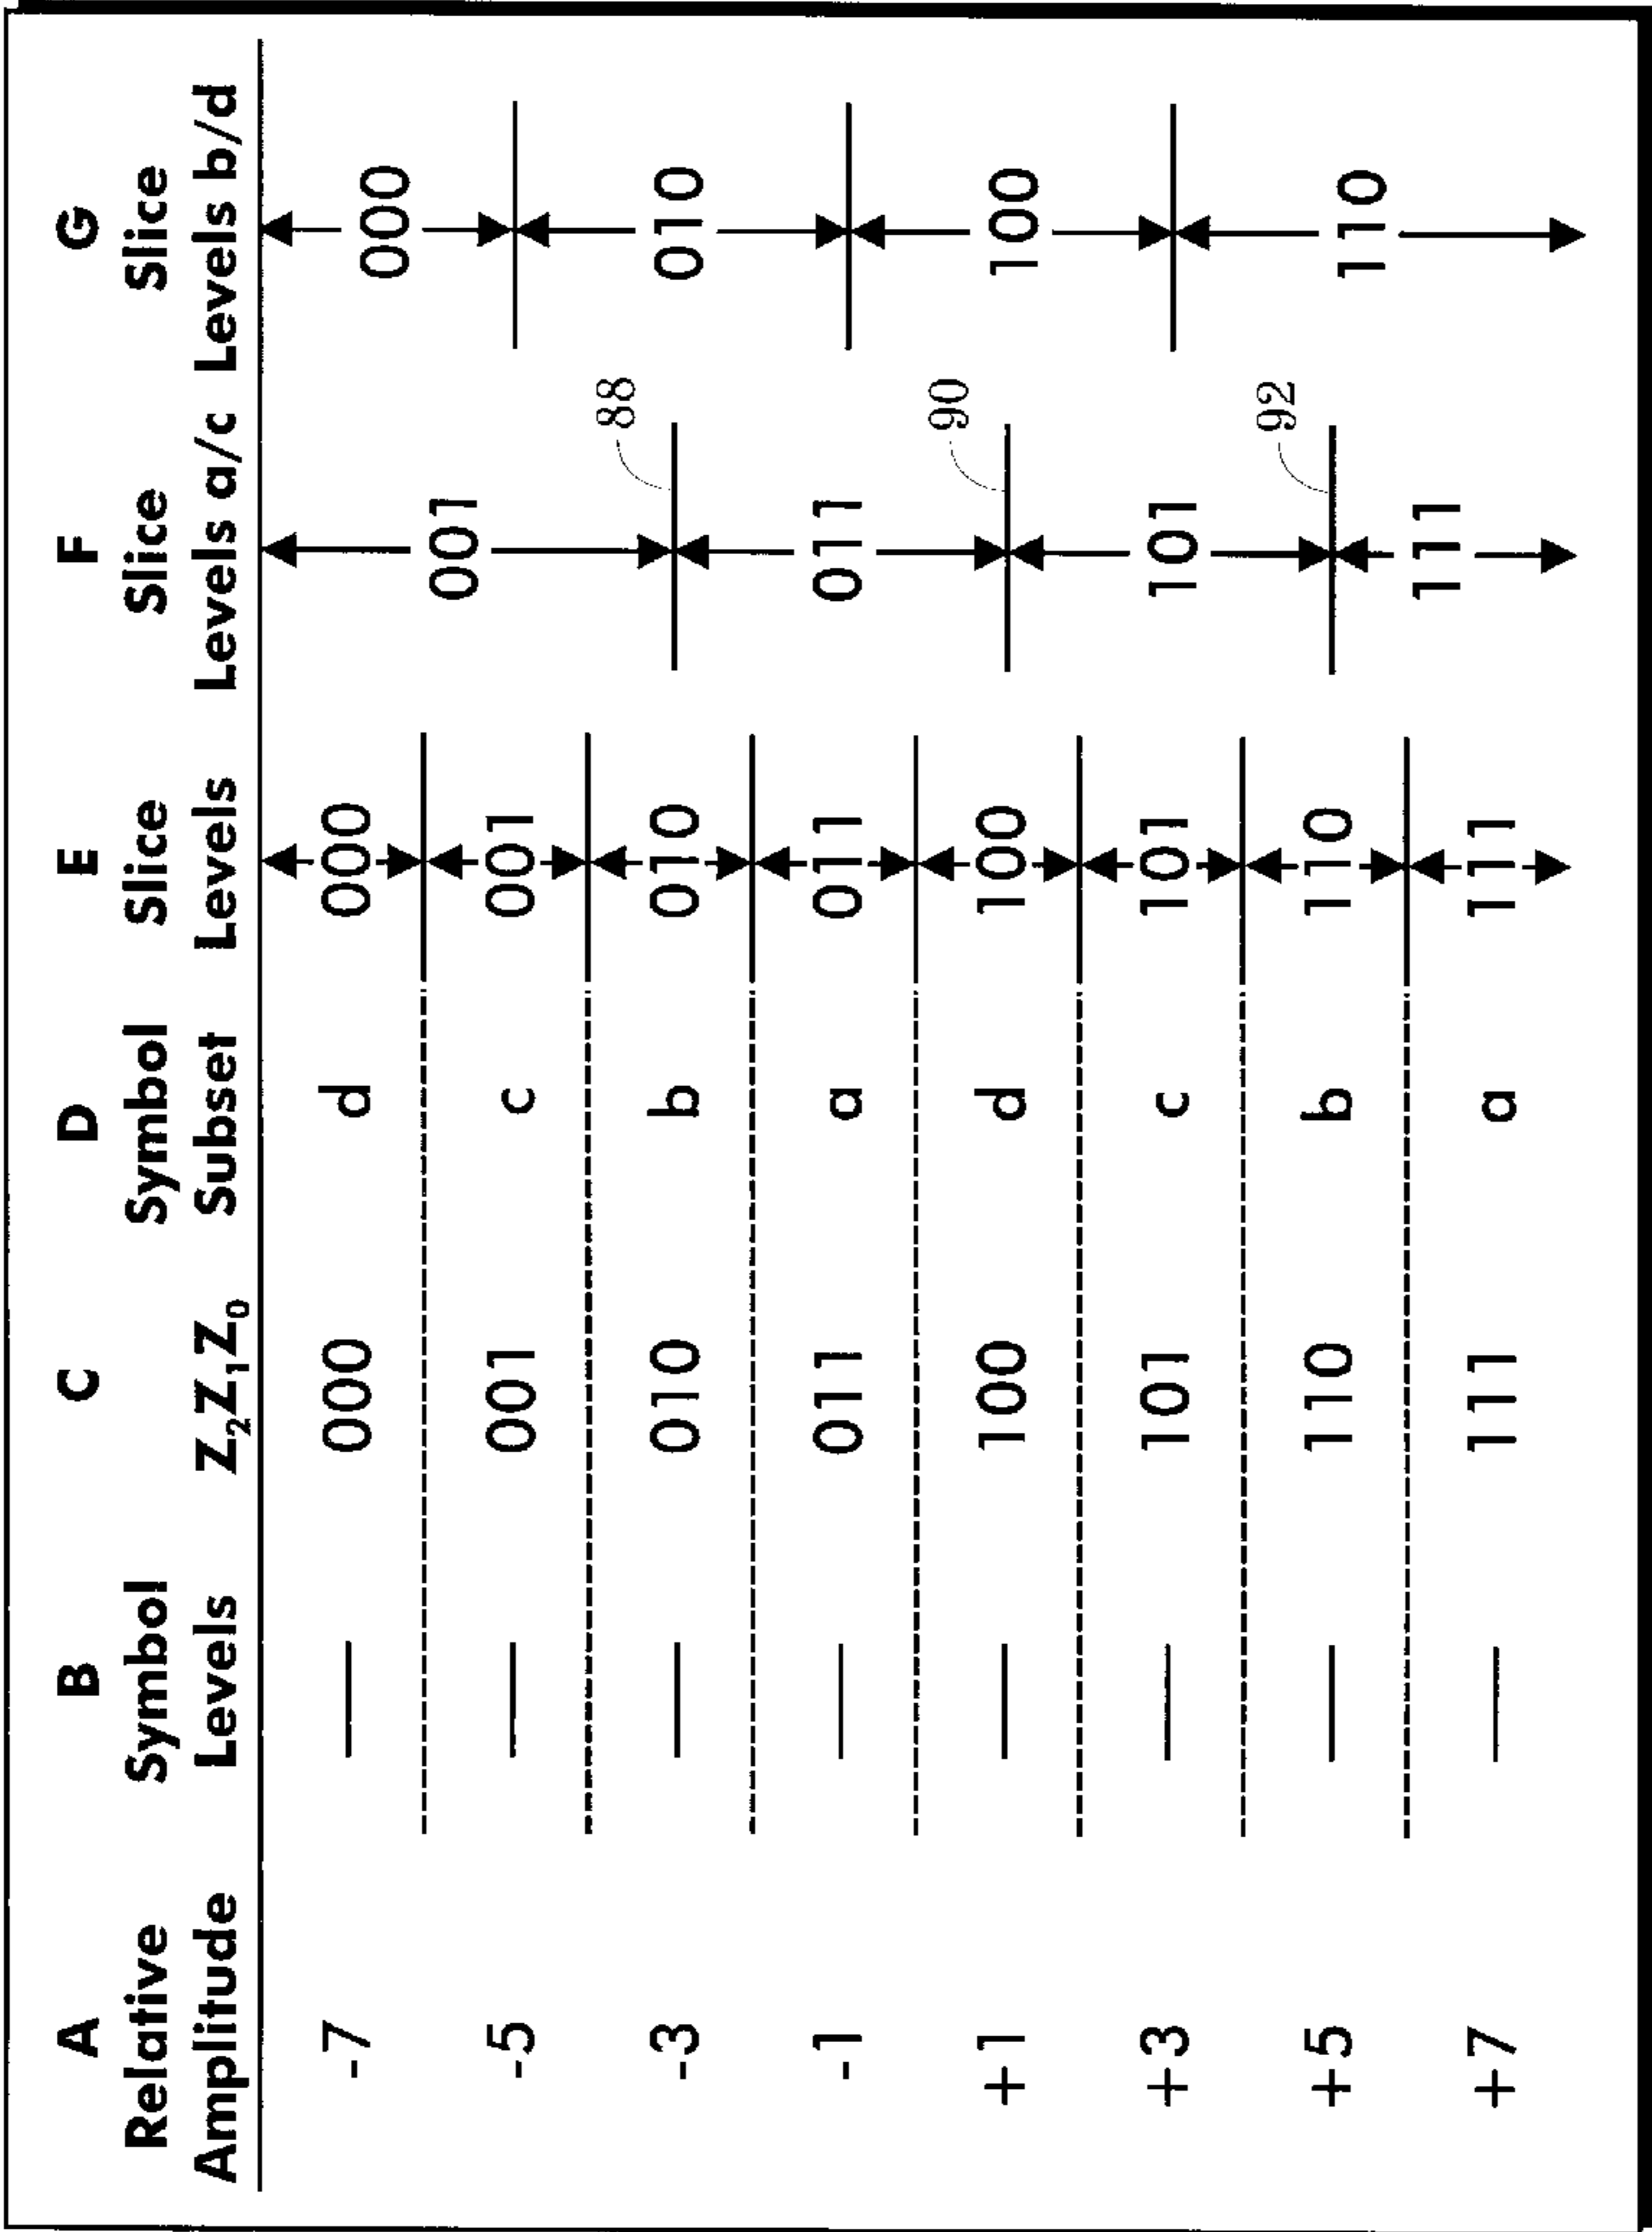 A B C D E F G
Relative Symbol Symbol Slice Slice Slice
Amplitude Levels Z2Z1Z0 Subset Levels Levels a/c Levels b/d
-7 000 d 000 000
001
-5 001 c 001
-3 010 b 010 010
88
-1 011 a 011 011
+1 100 d 100 100
90
+3 101 c 101 101
+5 110 b 110 110
92
111
+7 111 a 111